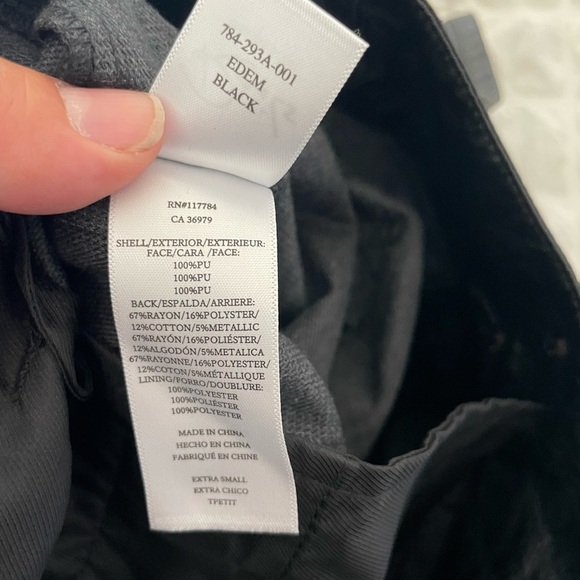 784-293A-001
EDEM
BLACK
RN#117784
CA 36979
SHELL/EXTERIOR/EXTERIEUR:
FACE/CARA /FACE:
100%PU
100%PU
100%PU
BACK/ESPALDA/ARRIERE:
67%RAYON/16%POLYSTER/
12%COTTON/5%METALLIC
67%RAYÓN/16%POLIÉSTER/
12%ALGODÓN/5%METALICA
67%RAYONNE/16%POLYESTER/
12%COTON/5%MÉTALLIQUE
LINING/FORRO/DOUBLURE:
100%POLYESTER
100%POLIÉSTER
100%POLYESTER
MADE IN CHINA
HECHO EN CHINA
FABRIQUÉ EN CHINE
EXTRA SMALL
EXTRA CHICO
TPETIT